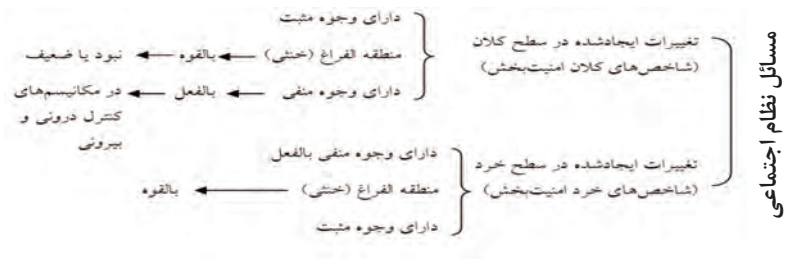 مسائل نظام اجتماعی
تغییرات ایجادشده در سطح کلان
(شاخص‌های کلان امنیت‌بخش)
دارای وجوه مثبت
منطقه الفراغ (خنثی) بالقوه نبود یا ضعیف
دارای وجوه منفی بالفعل در مکانیسم‌های
کنترل درونی و
بیرونی
تغییرات ایجادشده در سطح خرد
(شاخص‌های خرد امنیت‌بخش)
دارای وجوه منفی بالفعل
منطقه الفراغ (خنثی) بالقوه
دارای وجوه مثبت